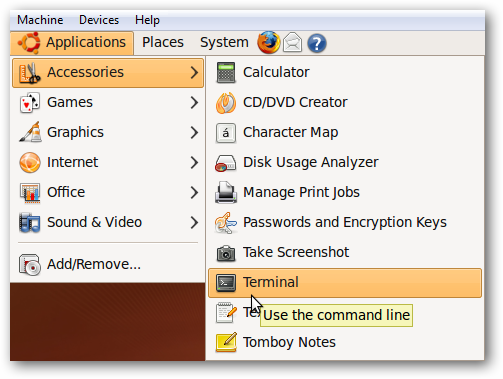 Machine Devices Help
Applications Places System
Accessories
Games
Graphics
Internet
Office
Sound & Video
Add/Remove...
Calculator
CD/DVD Creator
á Character Map
Disk Usage Analyzer
Manage Print Jobs
Passwords and Encryption Keys
Take Screenshot
Terminal
Use the command line
Tomboy Notes